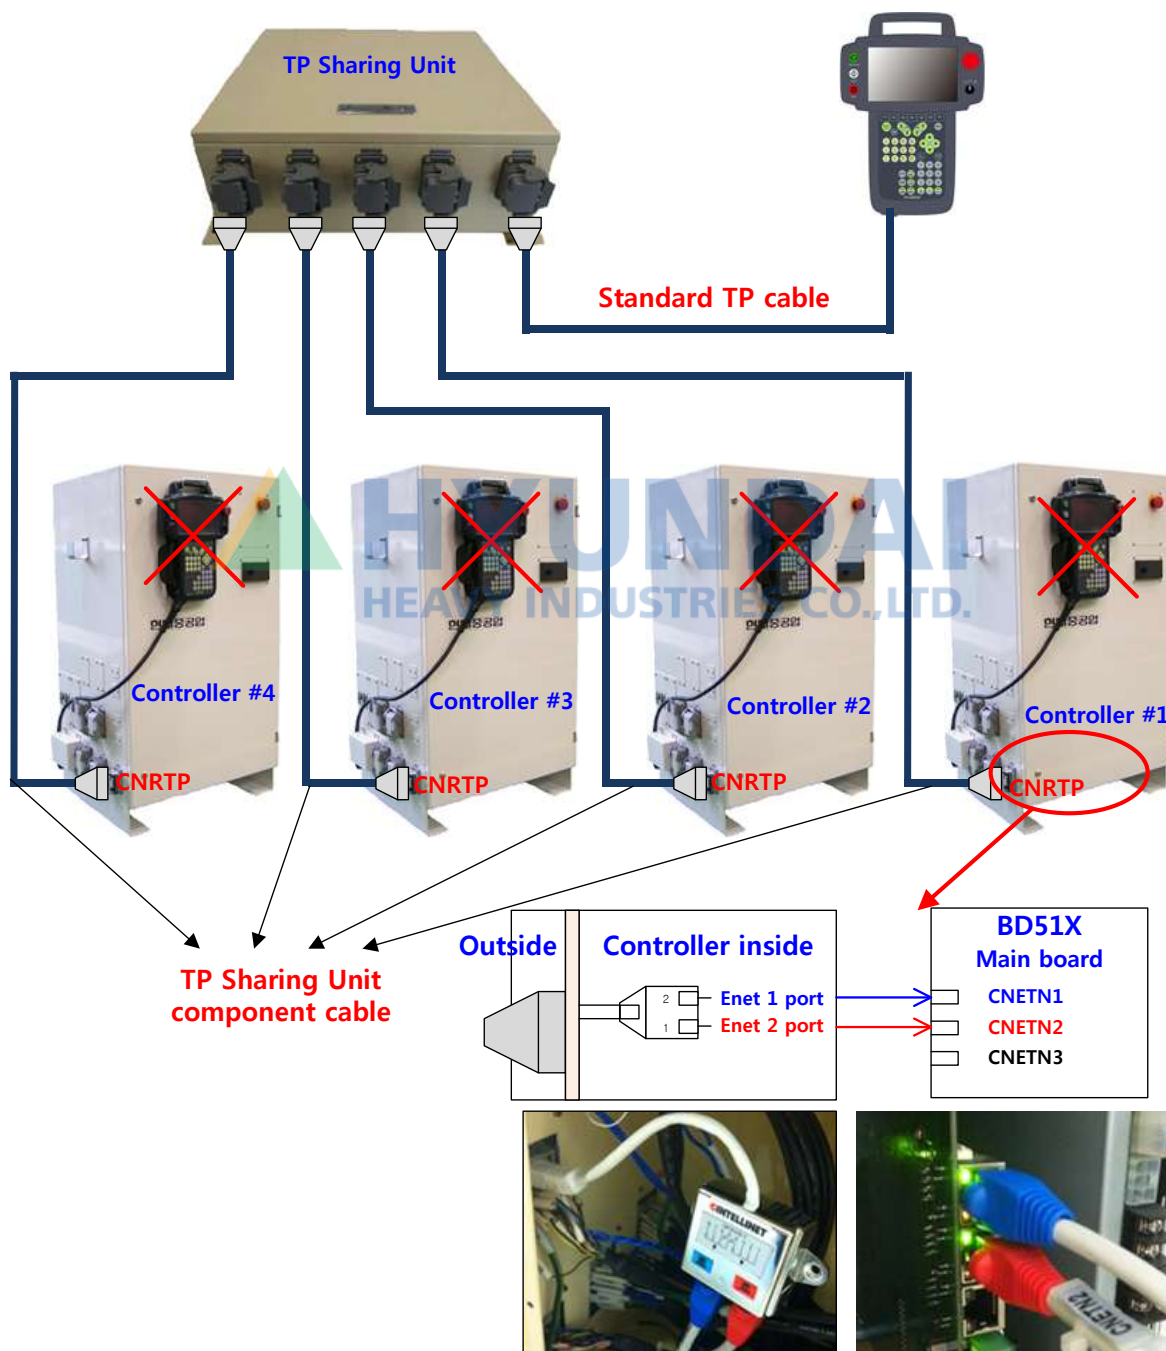 TP Sharing Unit
Standard TP cable
HYUNDAI
HEAVY INDUSTRIES CO.,LTD.
Controller #4
Controller #3
Controller #2
Controller #1
CNRTP
CNRTP
CNRTP
CNRTP
TP Sharing Unit
component cable
Outside
Controller inside
2
Enet 1 port
1
Enet 2 port
BD51X
Main board
CNETN1
CNETN2
CNETN3
INTELLINET
CNETN2